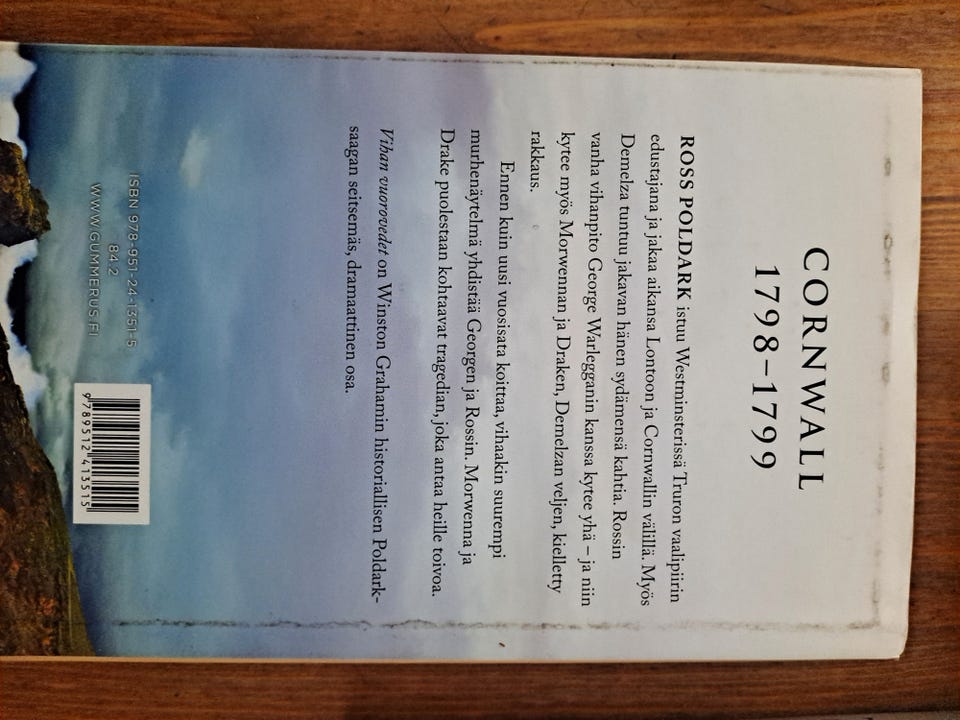 CORNWALL
1798–1799
ROSS POLDARK istuu Westminsterissä Truron vaalipiirin
edustajana ja jakaa aikansa Lontoon ja Cornwallin välillä. Myös
Demelza tuntuu jakavan hänen sydämensä kahtia. Rossin
vanha vihanpito George Warlegganin kanssa kytee yhä – ja niin
kytee myös Morwennan ja Draken, Demelzan veljen, kielletty
rakkaus.
Ennen kuin uusi vuosisata koittaa, vihaakin suurempi
murhenäytelmä yhdistää Georgen ja Rossin. Morwenna ja
Drake puolestaan kohtaavat tragedian, joka antaa heille toivoa.
Vihan vuorovedet on Winston Grahamin historiallisen Poldark-
saagan seitsemäs, dramaattinen osa.
ISBN 978-951-24-1351-5
84.2
WWW.GUMMERUS.FI
9789512413515